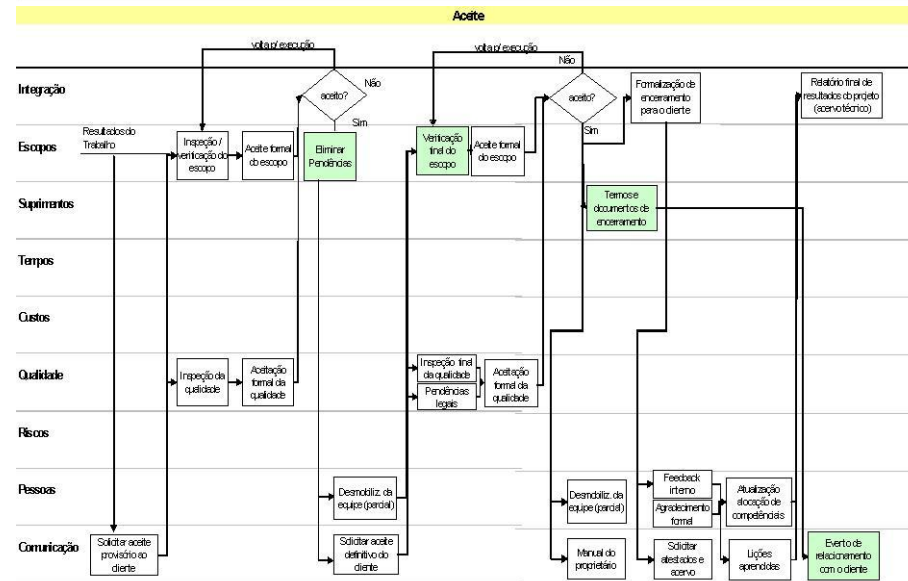 Aceite
volta p/ execução
volta p/ execução
Não
Integração
aceito?
Não
aceito?
Formalização de
encerramento
para o cliente
Relatório final de
resultados do projeto
(acervo técnico)
Sim
Sim
Escopos
Resultados do
Trabalho
Inspeção /
verificação do
escopo
Aceite formal
do escopo
Eliminar
Pendências
Verificação
final do
escopo
Aceite formal
do escopo
Suprimentos
Termos e
documentos de
encerramento
Tempos
Custos
Qualidade
Inspeção da
qualidade
Aceitação
formal da
qualidade
Inspeção final
da qualidade
Pendências
legais
Aceitação
formal da
qualidade
Riscos
Pessoas
Desmobiliz. da
equipe (parcial)
Desmobiliz. da
equipe (parcial)
Feedback
interno
Agradecimento
formal
Atualização
alocação de
competênciais
Comunicação
Solicitar aceite
provisório ao
cliente
Solicitar aceite
definitivo do
cliente
Manual do
proprietário
Solicitar
atestados e
acervo
Lições
aprendidas
Everto de
relacionamento
com o cliente